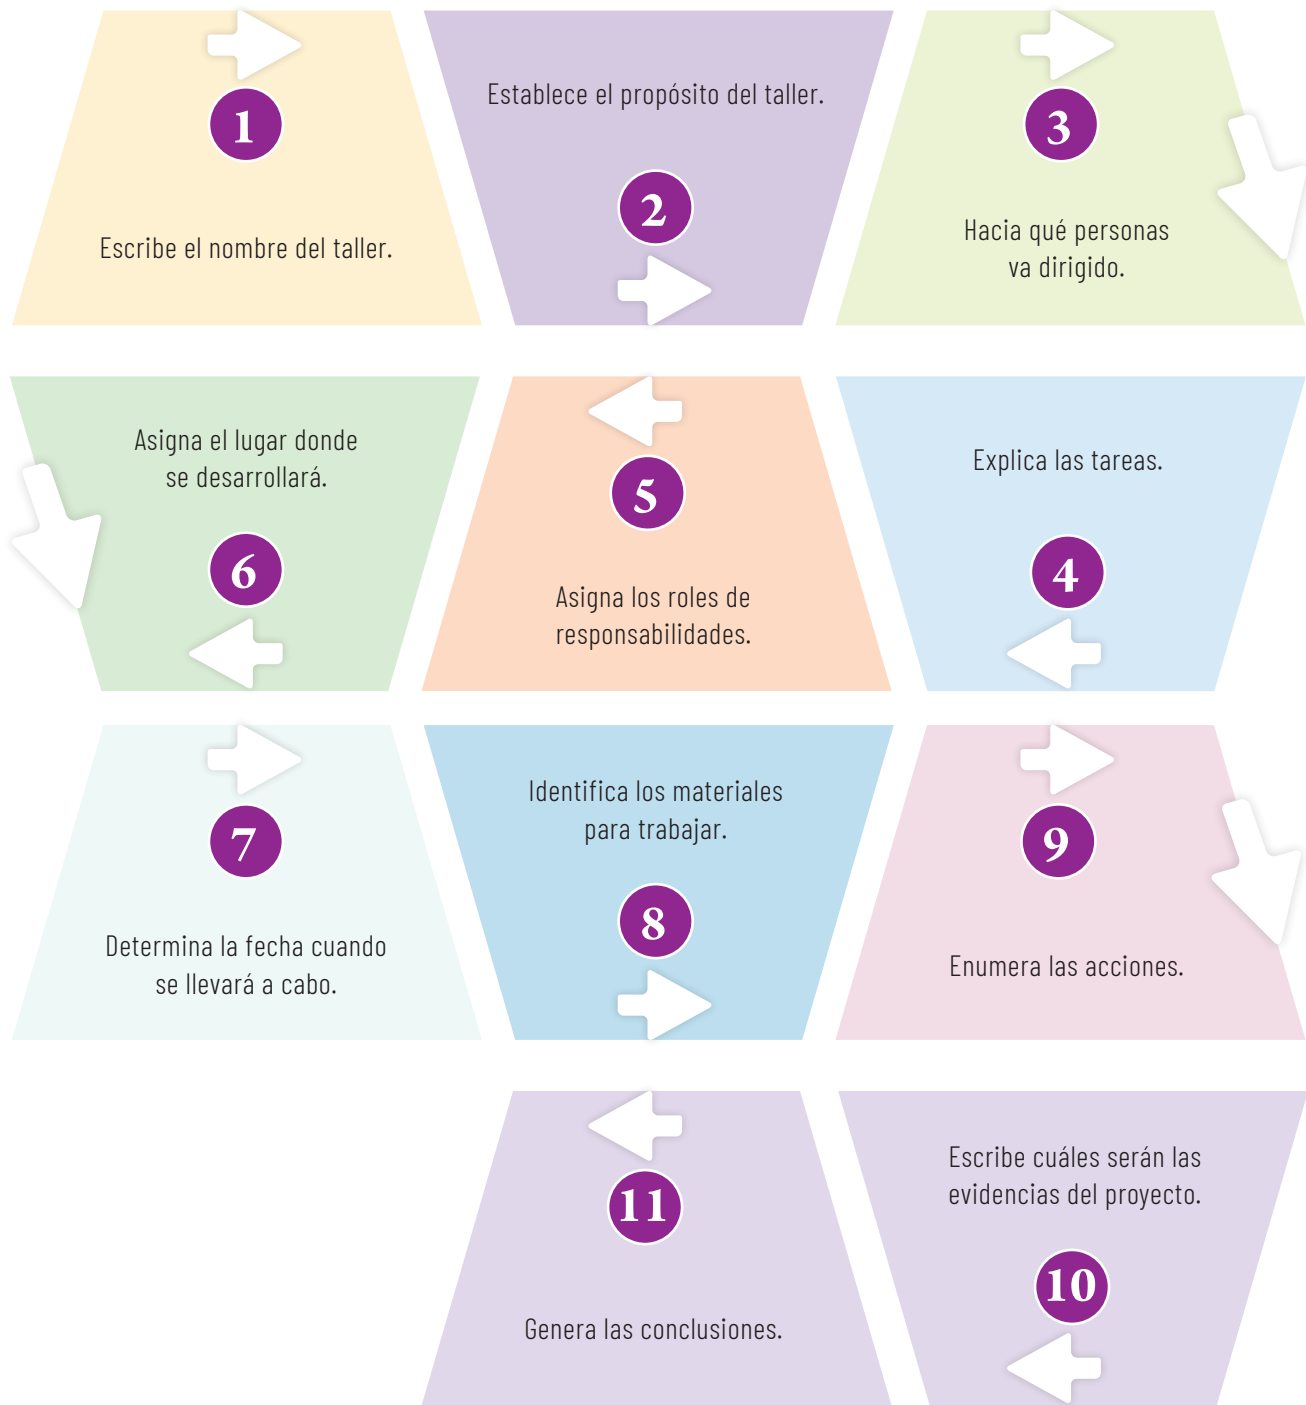 1
Escribe el nombre del taller.
Establece el propósito del taller.
2
3
Hacia qué personas
va dirigido.
Explica las tareas.
4
5
Asigna los roles de
responsabilidades.
Asigna el lugar donde
se desarrollará.
6
7
Determina la fecha cuando
se llevará a cabo.
Identifica los materiales
para trabajar.
8
9
Enumera las acciones.
Escribe cuáles serán las
evidencias del proyecto.
10
11
Genera las conclusiones.